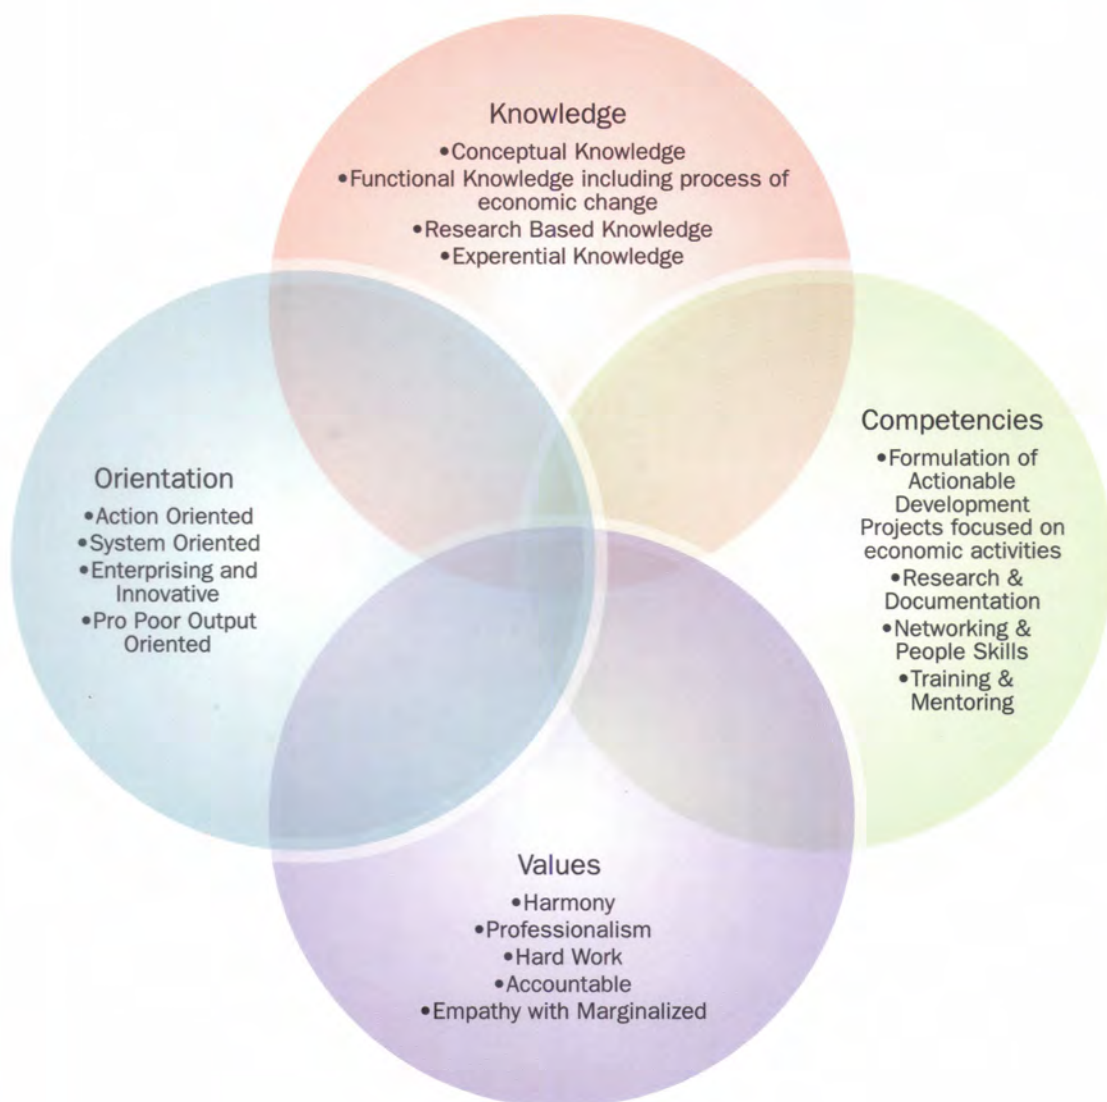 Knowledge
•Conceptual Knowledge
•Functional Knowledge including process of
economic change
•Research Based Knowledge
•Experential Knowledge
Orientation
•Action Oriented
•System Oriented
•Enterprising and
Innovative
•Pro Poor Output
Oriented
Competencies
•Formulation of
Actionable
Development
Projects focused on
economic activities
•Research &
Documentation
•Networking &
People Skills
•Training &
Mentoring
Values
•Harmony
•Professionalism
•Hard Work
•Accountable
•Empathy with Marginalized